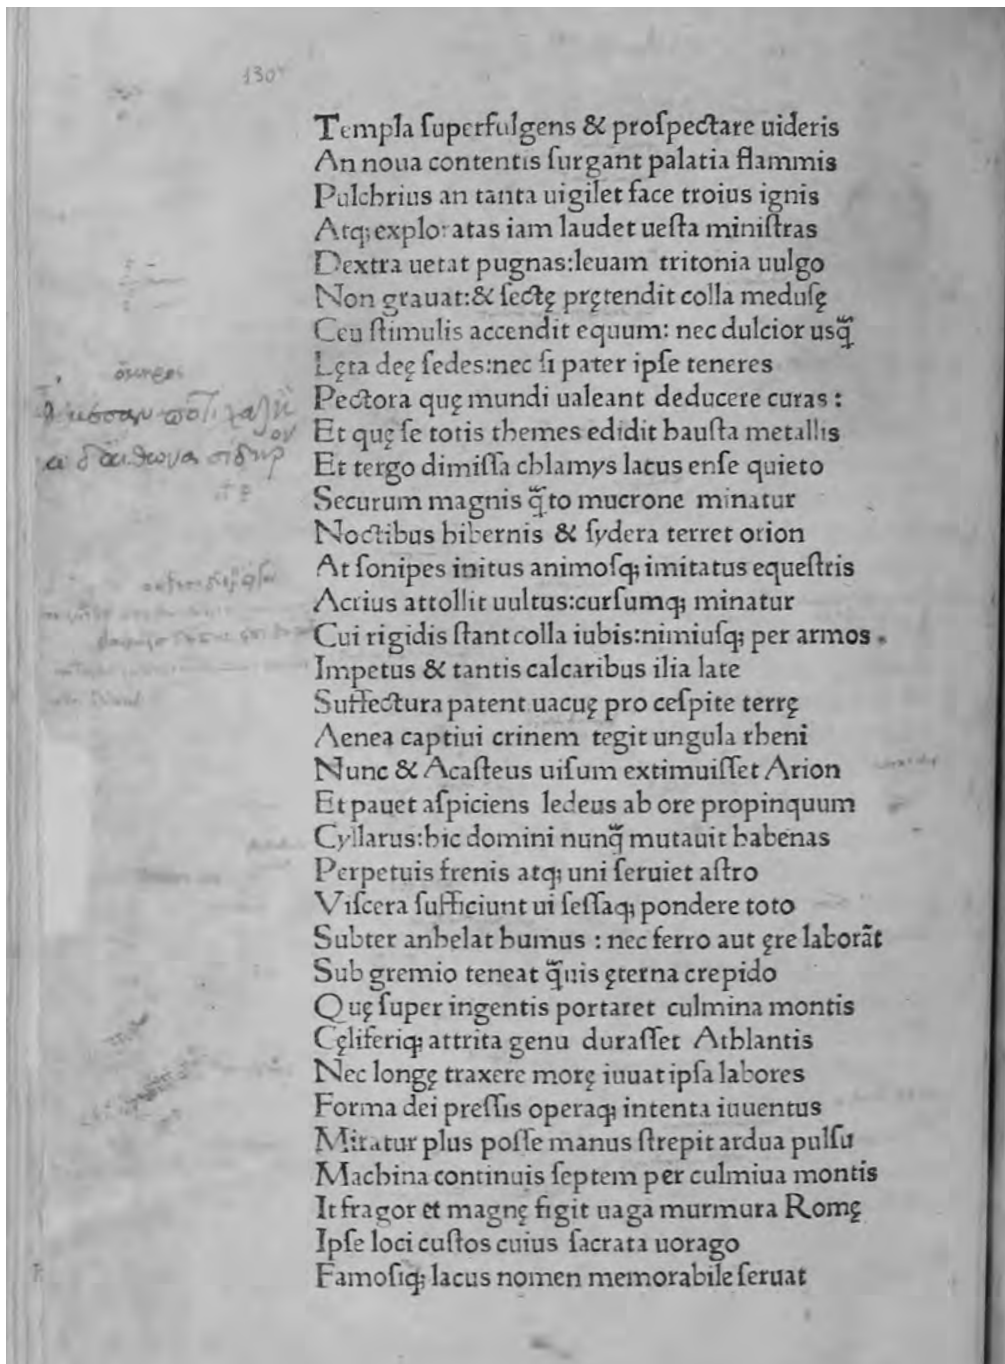 130
Templa ſuperfulgens & proſpectare uideris
An noua contentis ſurgant palatia flammis
Pulchrius an tanta uigilet face troius ignis
Atq; exploratas iam laudet ueſta miniſtras
Dextra uetat pugnas:leuam tritonia uulgo
Non grauat:& ſectę prętendit colla meduſę
Ceu ſtimulis accendit equum: nec dulcior usq̃
Lęta deę ſedes:nec ſi pater ipſe teneres
Pectora quę mundi ualeant deducere curas :
Et quę ſe totis themes edidit hauſta metallis
Et tergo dimiſſa chlamys latus enſe quieto
Securum magnis q̃to mucrone minatur
Noctibus hibernis & ſydera terret orion
At ſonipes initus animoſq; imitatus equeſtris
Acrius attollit uultus:curſumq; minatur
Cui rigidis ſtant colla iubis:nimiuſq; per armos .
Impetus & tantis calcaribus ilia late
Suffectura patent uacuę pro ceſpite terrę
Aenea captiui crinem tegit ungula rheni
Nunc & Acaſteus uiſum extimuiſſet Arion
Et pauet aſpiciens ledeus ab ore propinquum
Cyllarus:hic domini nunq̃ mutauit habenas
Perpetuis frenis atq; uni ſeruiet aſtro
Viſcera ſufficiunt ui ſeſſaq; pondere toto
Subter anhelat humus : nec ferro aut ęre laborãt
Sub gremio teneat q̃uis ęterna crepido
Quę ſuper ingentis portaret culmina montis
Cęliferiq; attrita genu duraſſet Athlantis
Nec longę traxere morę iuuat ipſa labores
Forma dei preſſis operaq; intenta iuuentus
Miratur plus poſſe manus ſtrepit ardua pulſu
Machina continuis ſeptem per culmiua montis
It fragor et magnę figit uaga murmura Romę
Ipſe loci cuſtos cuius ſacrata uorago
Famoſiq; lacus nomen memorabile ſeruat